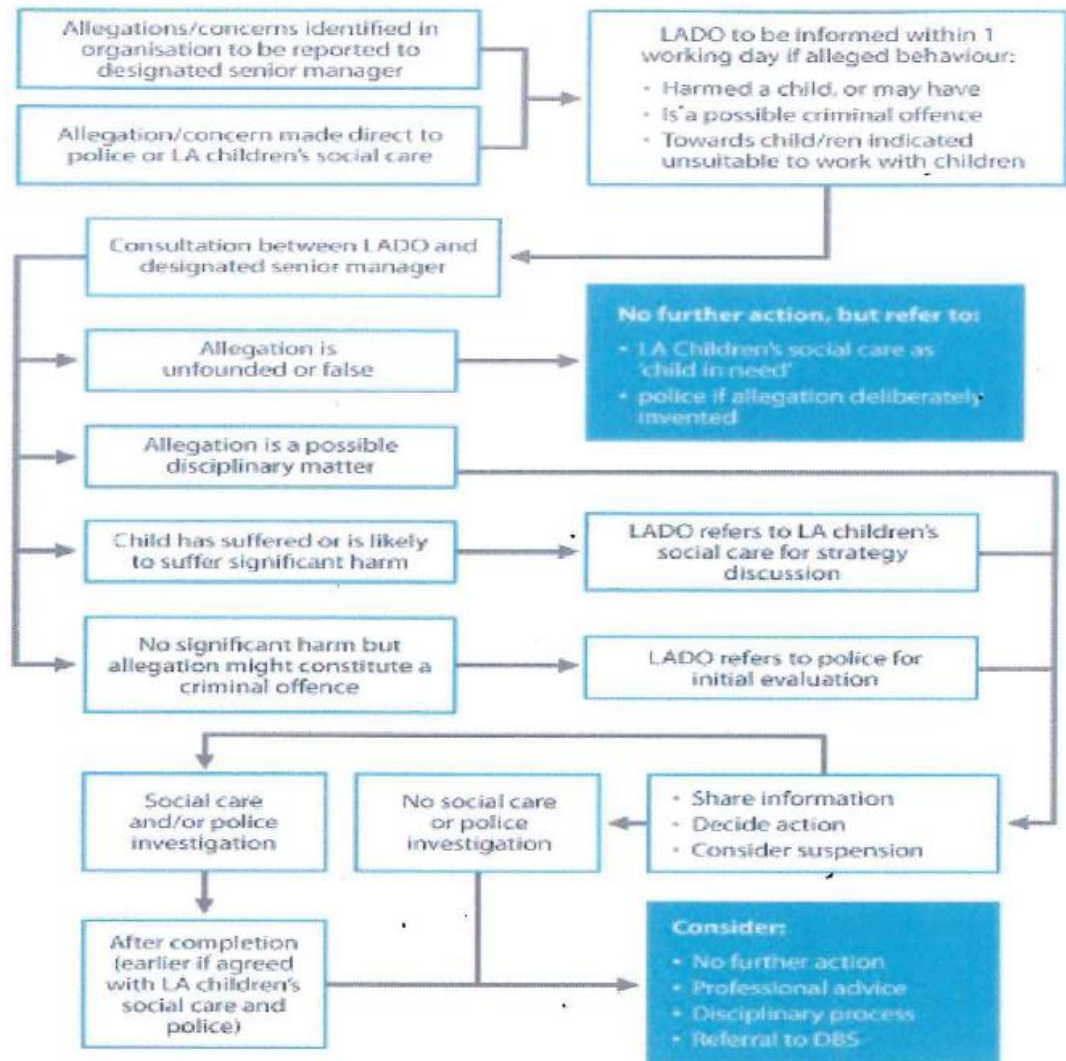 Allegations/concerns identified in
organisation to be reported to
designated senior manager
Allegation/concern made direct to
police or LA children's social care
LADO to be informed within 1
working day if alleged behaviour:
• Harmed a child, or may have
• Is a possible criminal offence
• Towards child/ren indicated
unsuitable to work with children
Consultation between LADO and
designated senior manager
Allegation is
unfounded or false
No further action, but refer to:
• LA Children's social care as
'child in need'
• police if allegation deliberately
invented
Allegation is a possible
disciplinary matter
Child has suffered or is likely
to suffer significant harm
LADO refers to LA children's
social care for strategy
discussion
No significant harm but
allegation might constitute a
criminal offence
LADO refers to police for
initial evaluation
Social care
and/or police
investigation
No social care
or police
investigation
• Share information
• Decide action
• Consider suspension
After completion
(earlier if agreed
with LA children's
social care and
police)
Consider:
• No further action
• Professional advice
• Disciplinary process
• Referral to DBS